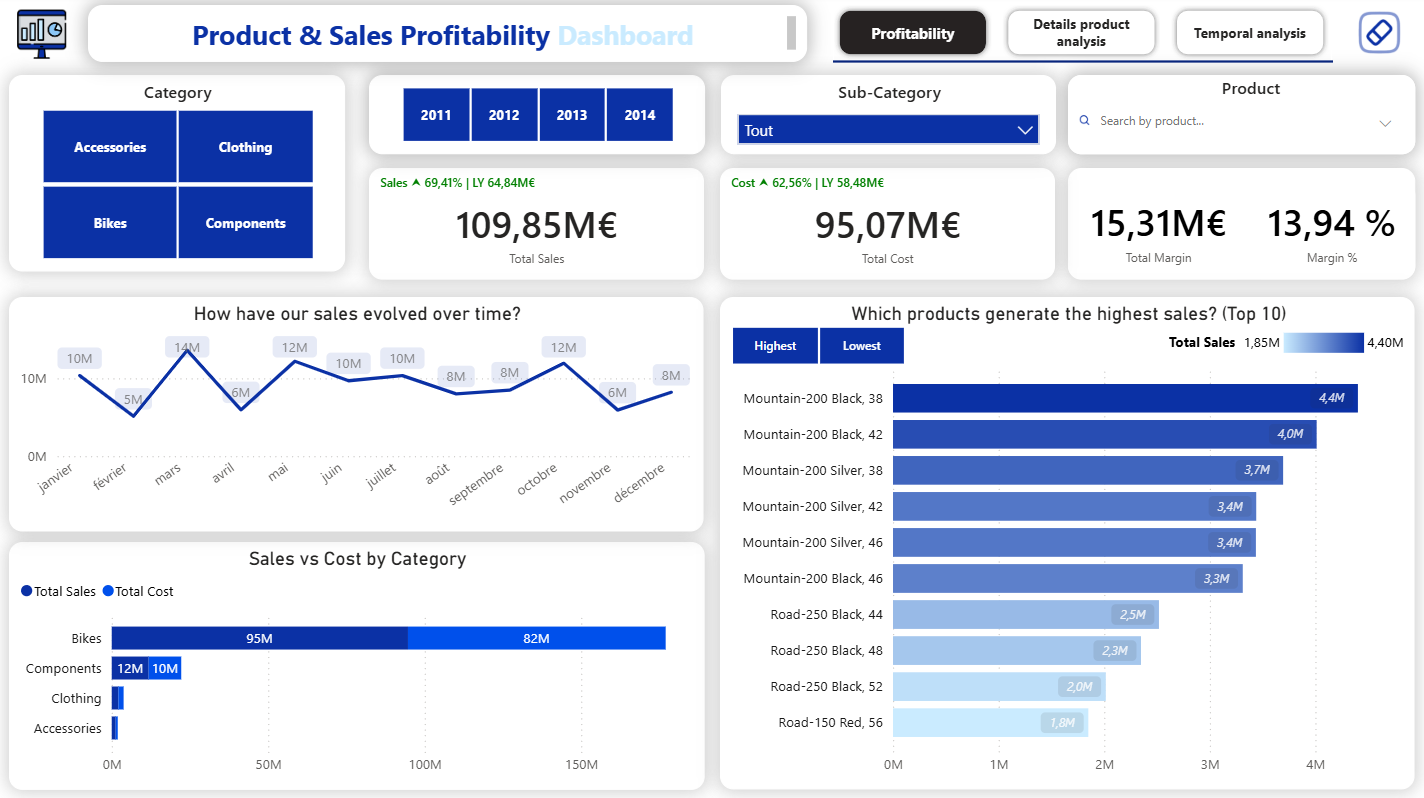 Product & Sales Profitability Dashboard
Profitability
Details product
analysis
Temporal analysis
Category
Accessories
Clothing
Bikes
Components
2011
2012
2013
2014
Sub-Category
Tout
Product
Search by product...
Sales ▲ 69,41% | LY 64,84M€
109,85M€
Total Sales
Cost ▲ 62,56% | LY 58,48M€
95,07M€
Total Cost
15,31M€
Total Margin
13,94 %
Margin %
How have our sales evolved over time?
10M
0M
10M
5M
14M
6M
12M
10M
10M
8M
8M
12M
6M
8M
janvier
février
mars
avril
mai
juin
juillet
août
septembre
octobre
novembre
décembre
Sales vs Cost by Category
Total Sales
Total Cost
Bikes
95M
82M
Components
12M
10M
Clothing
Accessories
0M
50M
100M
150M
Which products generate the highest sales? (Top 10)
Highest
Lowest
Total Sales
1,85M
4,40M
Mountain-200 Black, 38
4,4M
Mountain-200 Black, 42
4,0M
Mountain-200 Silver, 38
3,7M
Mountain-200 Silver, 42
3,4M
Mountain-200 Silver, 46
3,4M
Mountain-200 Black, 46
3,3M
Road-250 Black, 44
2,5M
Road-250 Black, 48
2,3M
Road-250 Black, 52
2,0M
Road-150 Red, 56
1,8M
0M
1M
2M
3M
4M